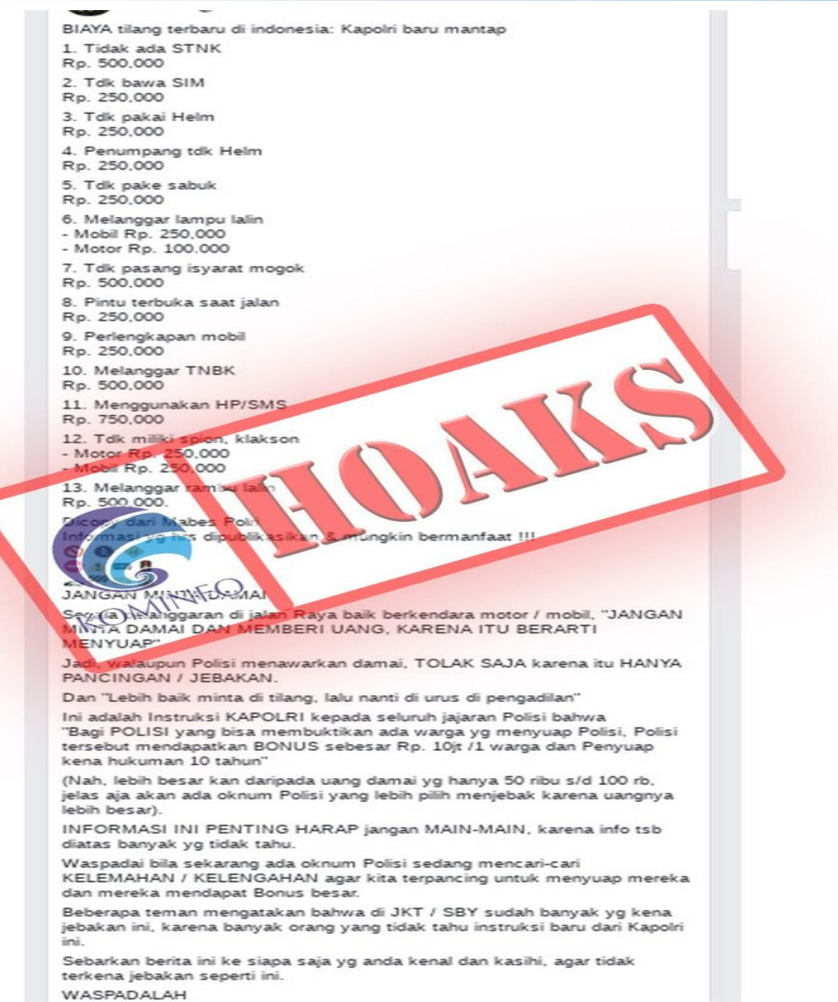 BIAYA tilang terbaru di indonesia: Kapolri baru mantap
1. Tidak ada STNK
Rp. 500,000
2. Tdk bawa SIM
Rp. 250,000
3. Tdk pakai Helm
Rp. 250,000
4. Penumpang tdk Helm
Rp. 250,000
5. Tdk pake sabuk
Rp. 250,000
6. Melanggar lampu lalin
- Mobil Rp. 250,000
- Motor Rp. 100.000
7. Tdk pasang isyarat mogok
Rp. 500,000
8. Pintu terbuka saat jalan
Rp. 250,000
9. Perlengkapan mobil
Rp. 250,000
10. Melanggar TNBK
Rp. 500,000
11. Menggunakan HP/SMS
Rp. 750,000
12. Tdk miliki spion, klakson
- Motor Rp. 250.000
- Mobil Rp. 250,000
13. Melanggar rambu lalin
Rp. 500.000.
Dicopy dari Mabes Polri
Informasi yg hrs dipublikasikan & mungkin bermanfaat !!!
HOAKS
KOMINFO
JANGAN MINTA DAMAI
Segala pelanggaran di jalan Raya baik berkendara motor / mobil, "JANGAN
MINTA DAMAI DAN MEMBERI UANG, KARENA ITU BERARTI
MENYUAP"
Jadi, walaupun Polisi menawarkan damai, TOLAK SAJA karena itu HANYA
PANCINGAN / JEBAKAN.
Dan "Lebih baik minta di tilang, lalu nanti di urus di pengadilan"
Ini adalah Instruksi KAPOLRI kepada seluruh jajaran Polisi bahwa
"Bagi POLISI yang bisa membuktikan ada warga yg menyuap Polisi, Polisi
tersebut mendapatkan BONUS sebesar Rp. 10jt /1 warga dan Penyuap
kena hukuman 10 tahun"
(Nah, lebih besar kan daripada uang damai yg hanya 50 ribu s/d 100 rb,
jelas aja akan ada oknum Polisi yang lebih pilih menjebak karena uangnya
lebih besar).
INFORMASI INI PENTING HARAP jangan MAIN-MAIN, karena info tsb
diatas banyak yg tidak tahu.
Waspadai bila sekarang ada oknum Polisi sedang mencari-cari
KELEMAHAN / KELENGAHAN agar kita terpancing untuk menyuap mereka
dan mereka mendapat Bonus besar.
Beberapa teman mengatakan bahwa di JKT / SBY sudah banyak yg kena
jebakan ini, karena banyak orang yang tidak tahu instruksi baru dari Kapolri
ini.
Sebarkan berita ini ke siapa saja yg anda kenal dan kasihi, agar tidak
terkena jebakan seperti ini.
WASPADALAH